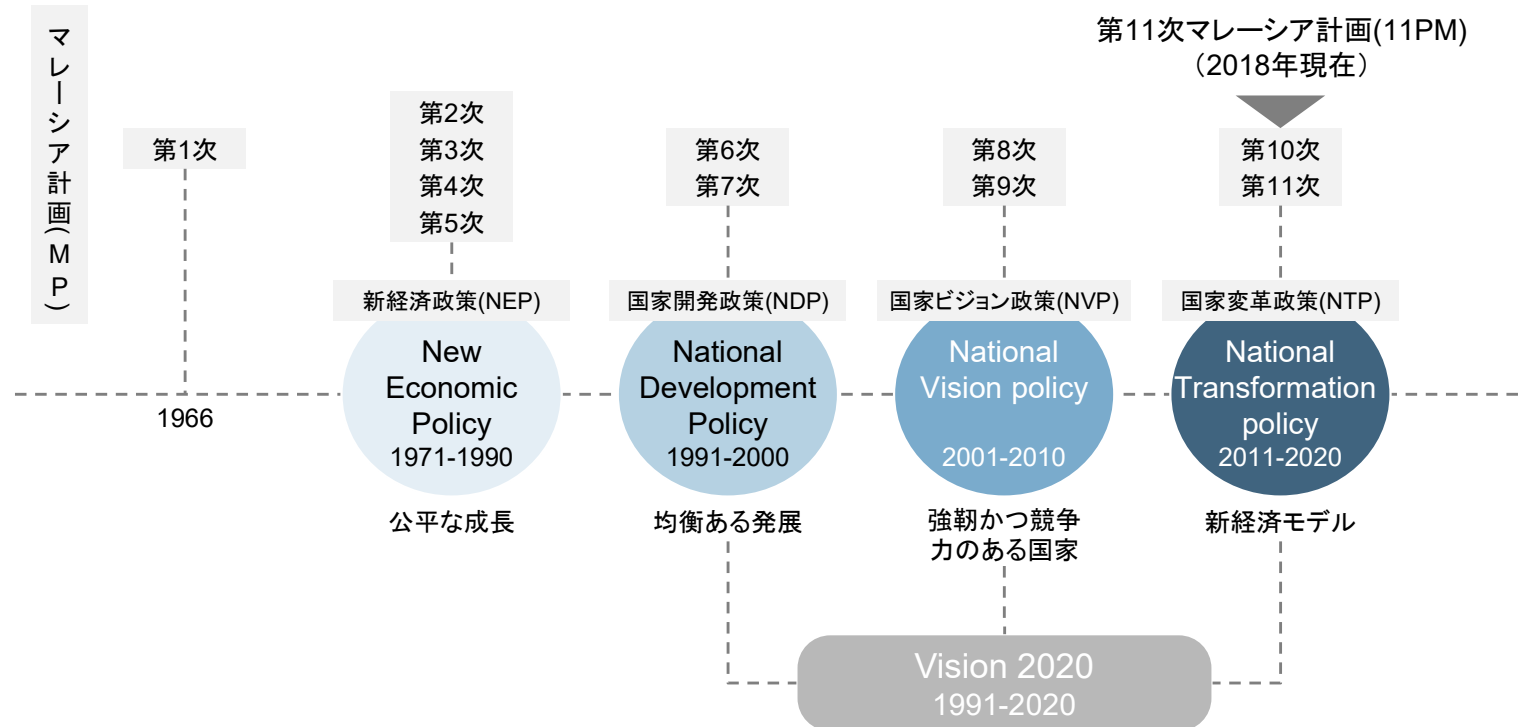 マレーシア計画(MP)
第11次マレーシア計画(11PM)
（2018年現在）
第1次
第2次
第3次
第4次
第5次
第6次
第7次
第8次
第9次
第10次
第11次
新経済政策(NEP)
国家開発政策(NDP)
国家ビジョン政策(NVP)
国家変革政策(NTP)
1966
New
Economic
Policy
1971-1990
National
Development
Policy
1991-2000
National
Vision policy
2001-2010
National
Transformation
policy
2011-2020
公平な成長
均衡ある発展
強靭かつ競争
力のある国家
新経済モデル
Vision 2020
1991-2020